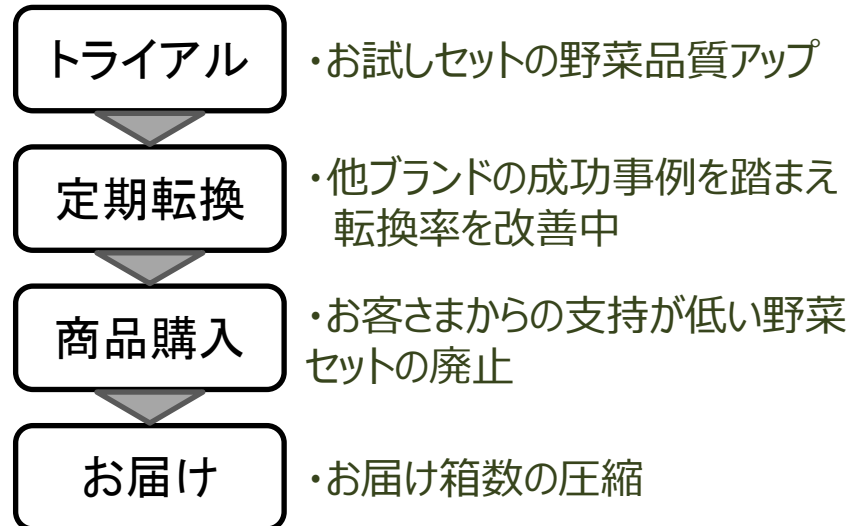 トライアル
・お試しセットの野菜品質アップ
定期転換
・他ブランドの成功事例を踏まえ
転換率を改善中
商品購入
・お客さまからの支持が低い野菜
セットの廃止
お届け
・お届け箱数の圧縮